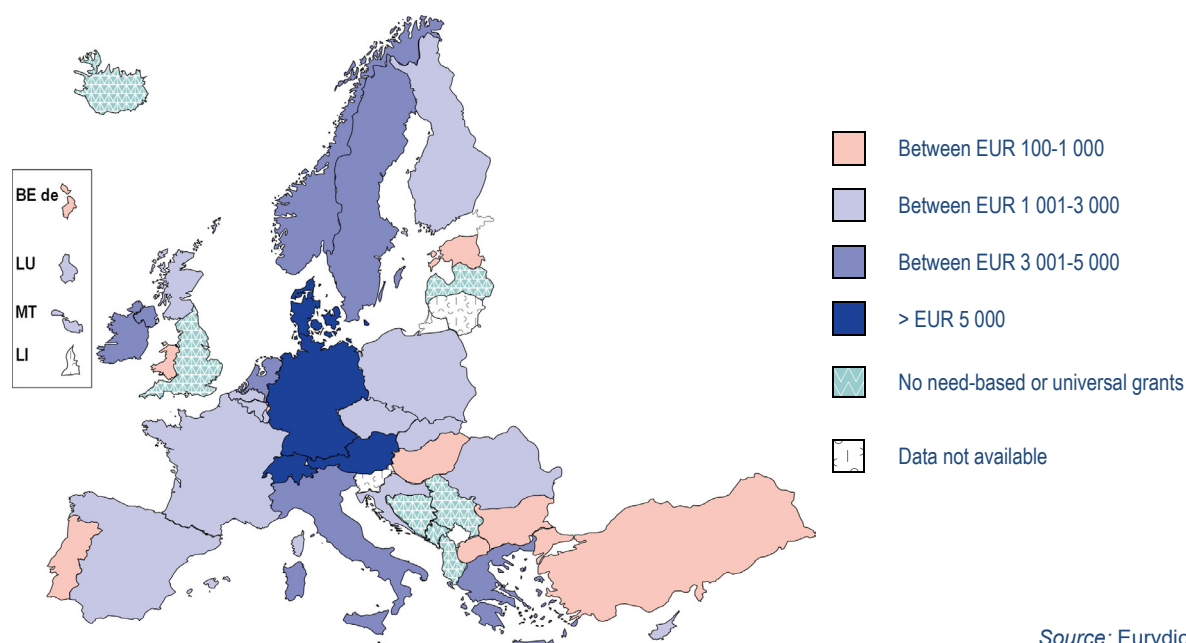 BE de
LU
MT
LI
Between EUR 100-1 000
Between EUR 1 001-3 000
Between EUR 3 001-5 000
> EUR 5 000
No need-based or universal grants
Data not available
Source: Eurydic